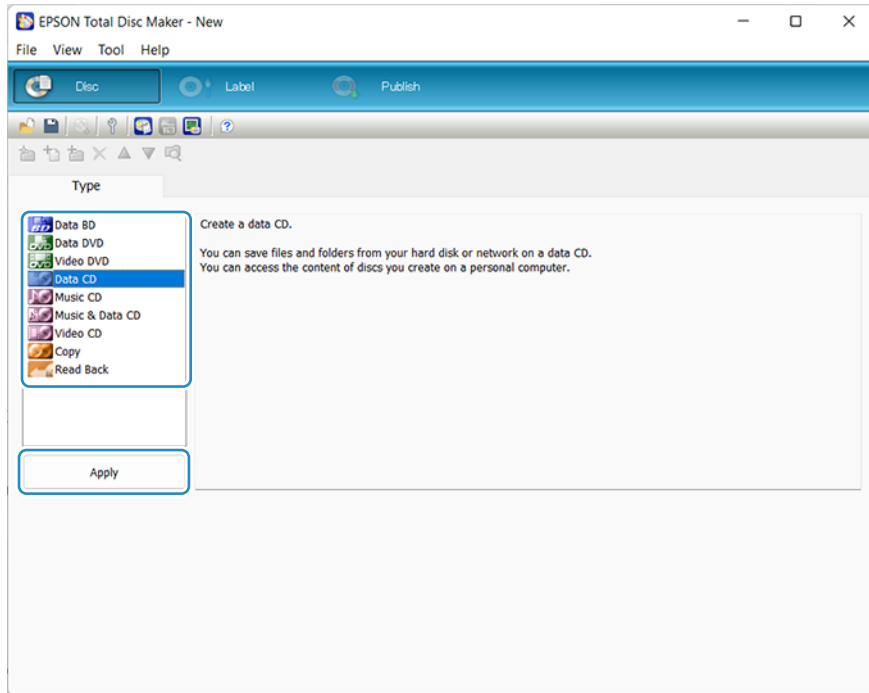 EPSON Total Disc Maker - New
File View Tool Help
Disc Label Publish
Type
Data BD
Data DVD
Video DVD
Data CD
Music CD
Music & Data CD
Video CD
Copy
Read Back
Apply
Create a data CD.
You can save files and folders from your hard disk or network on a data CD.
You can access the content of discs you create on a personal computer.